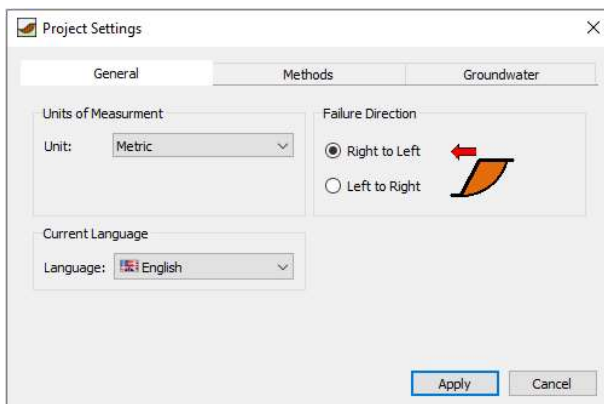 Project Settings
General Methods Groundwater
Units of Measurment
Unit: Metric
Failure Direction
Right to Left
Left to Right
Current Language
Language: English
Apply Cancel